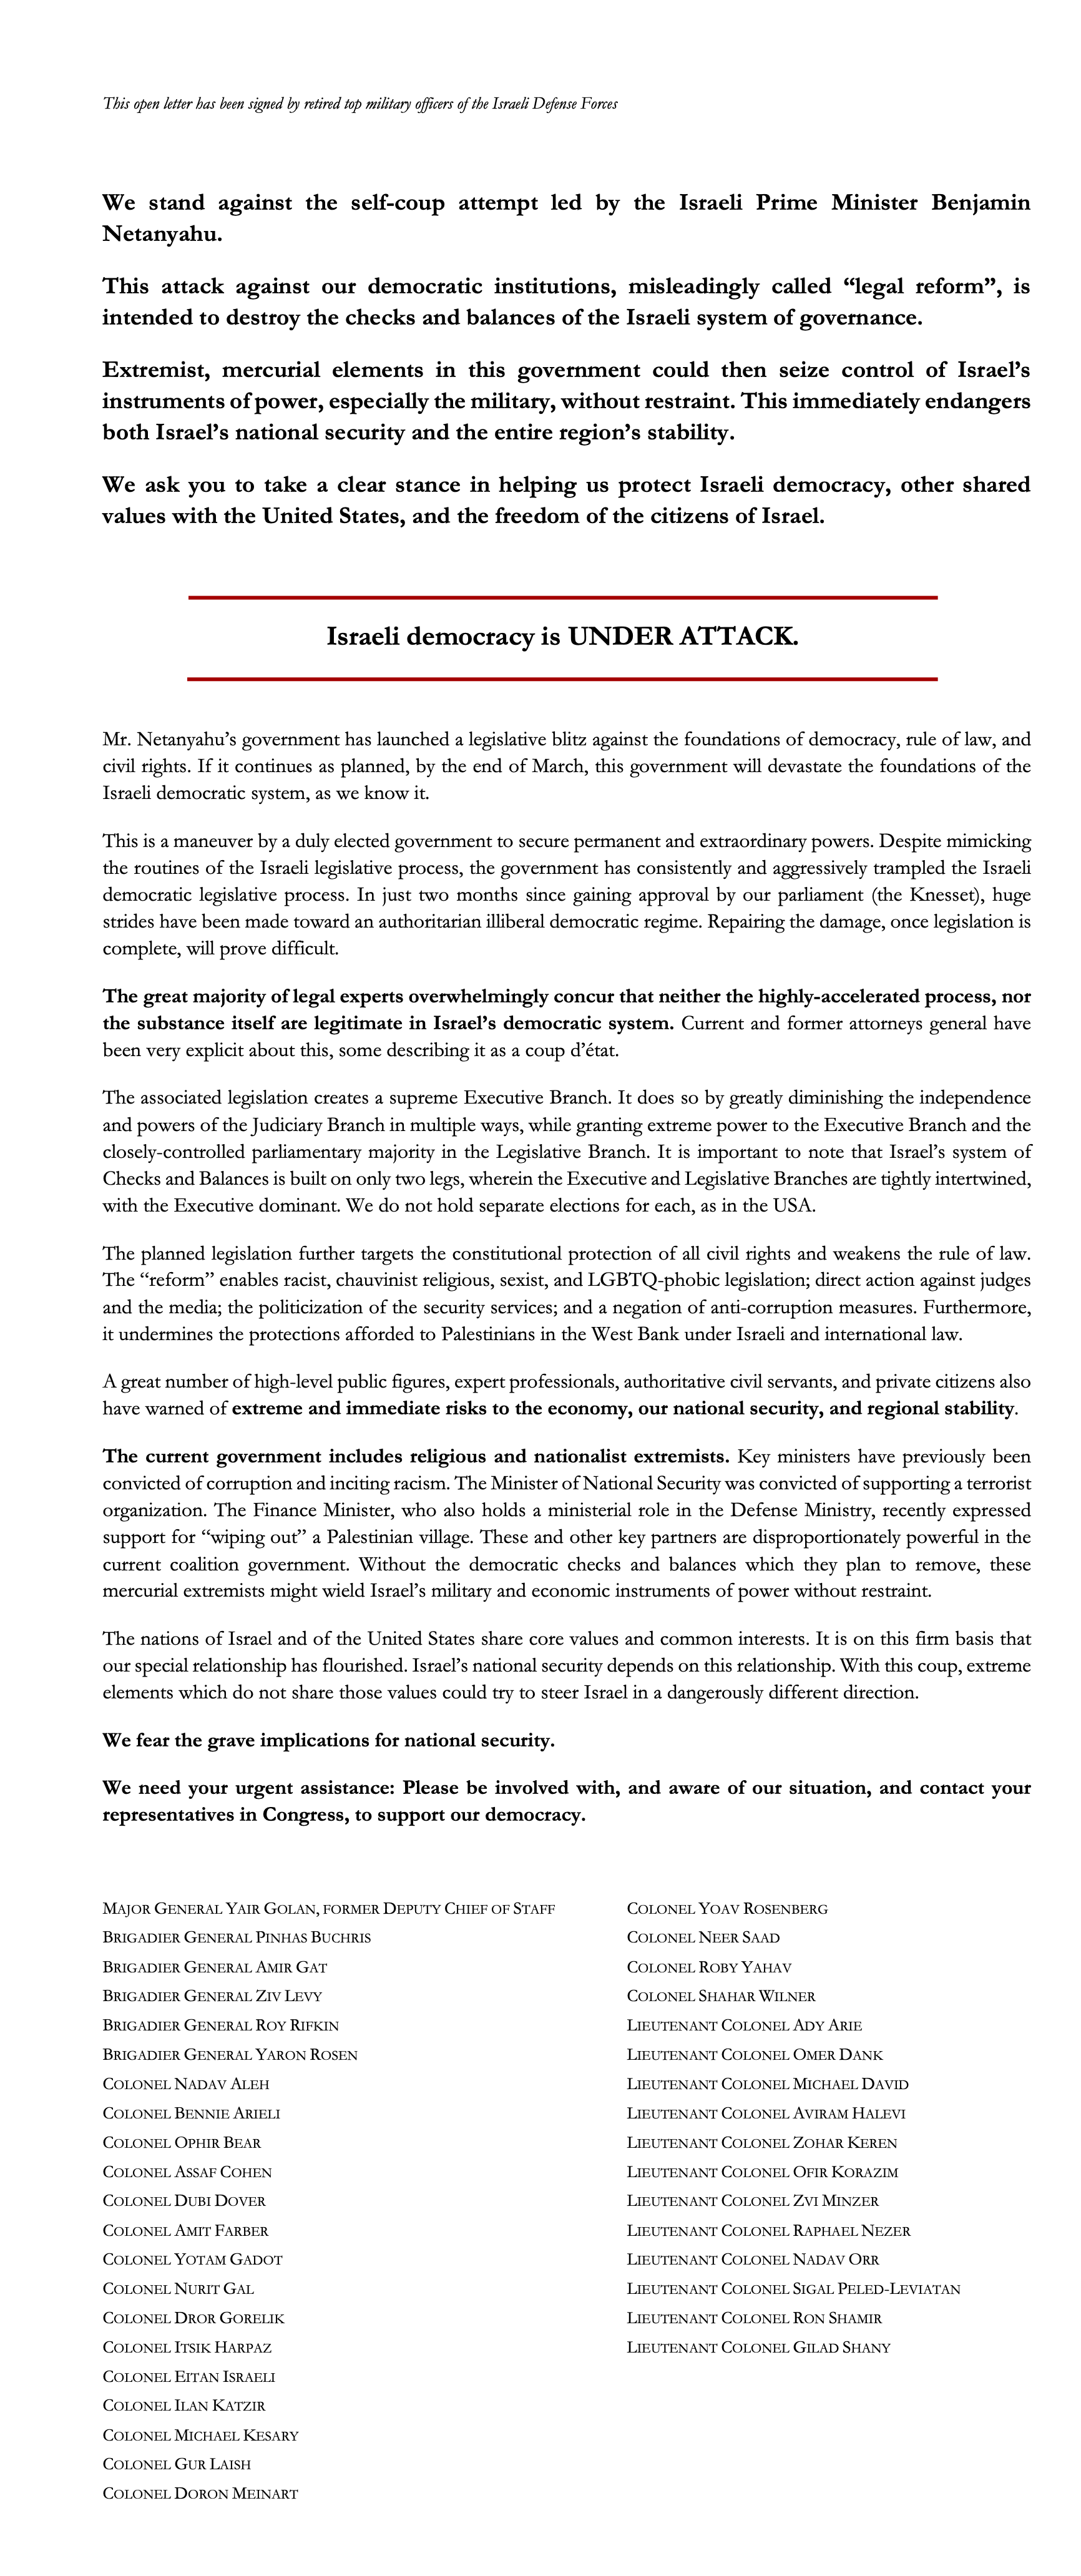 This open letter has been signed by retired top military officers of the Israeli Defense Forces
We stand against the self-coup attempt led by the Israeli Prime Minister Benjamin
Netanyahu.
This attack against our democratic institutions, misleadingly called “legal reform”, is
intended to destroy the checks and balances of the Israeli system of governance.
Extremist, mercurial elements in this government could then seize control of Israel’s
instruments of power, especially the military, without restraint. This immediately endangers
both Israel’s national security and the entire region’s stability.
We ask you to take a clear stance in helping us protect Israeli democracy, other shared
values with the United States, and the freedom of the citizens of Israel.
Israeli democracy is UNDER ATTACK.
Mr. Netanyahu’s government has launched a legislative blitz against the foundations of democracy, rule of law, and
civil rights. If it continues as planned, by the end of March, this government will devastate the foundations of the
Israeli democratic system, as we know it.
This is a maneuver by a duly elected government to secure permanent and extraordinary powers. Despite mimicking
the routines of the Israeli legislative process, the government has consistently and aggressively trampled the Israeli
democratic legislative process. In just two months since gaining approval by our parliament (the Knesset), huge
strides have been made toward an authoritarian illiberal democratic regime. Repairing the damage, once legislation is
complete, will prove difficult.
The great majority of legal experts overwhelmingly concur that neither the highly-accelerated process, nor
the substance itself are legitimate in Israel’s democratic system. Current and former attorneys general have
been very explicit about this, some describing it as a coup d’état.
The associated legislation creates a supreme Executive Branch. It does so by greatly diminishing the independence
and powers of the Judiciary Branch in multiple ways, while granting extreme power to the Executive Branch and the
closely-controlled parliamentary majority in the Legislative Branch. It is important to note that Israel’s system of
Checks and Balances is built on only two legs, wherein the Executive and Legislative Branches are tightly intertwined,
with the Executive dominant. We do not hold separate elections for each, as in the USA.
The planned legislation further targets the constitutional protection of all civil rights and weakens the rule of law.
The “reform” enables racist, chauvinist religious, sexist, and LGBTQ-phobic legislation; direct action against judges
and the media; the politicization of the security services; and a negation of anti-corruption measures. Furthermore,
it undermines the protections afforded to Palestinians in the West Bank under Israeli and international law.
A great number of high-level public figures, expert professionals, authoritative civil servants, and private citizens also
have warned of extreme and immediate risks to the economy, our national security, and regional stability.
The current government includes religious and nationalist extremists. Key ministers have previously been
convicted of corruption and inciting racism. The Minister of National Security was convicted of supporting a terrorist
organization. The Finance Minister, who also holds a ministerial role in the Defense Ministry, recently expressed
support for “wiping out” a Palestinian village. These and other key partners are disproportionately powerful in the
current coalition government. Without the democratic checks and balances which they plan to remove, these
mercurial extremists might wield Israel’s military and economic instruments of power without restraint.
The nations of Israel and of the United States share core values and common interests. It is on this firm basis that
our special relationship has flourished. Israel’s national security depends on this relationship. With this coup, extreme
elements which do not share those values could try to steer Israel in a dangerously different direction.
We fear the grave implications for national security.
We need your urgent assistance: Please be involved with, and aware of our situation, and contact your
representatives in Congress, to support our democracy.
MAJOR GENERAL YAIR GOLAN, FORMER DEPUTY CHIEF OF STAFF
BRIGADIER GENERAL PINHAS BUCHRIS
BRIGADIER GENERAL AMIR GAT
BRIGADIER GENERAL ZIV LEVY
BRIGADIER GENERAL ROY RIFKIN
BRIGADIER GENERAL YARON ROSEN
COLONEL NADAV ALEH
COLONEL BENNIE ARIELI
COLONEL OPHIR BEAR
COLONEL ASSAF COHEN
COLONEL DUBI DOVER
COLONEL AMIT FARBER
COLONEL YOTAM GADOT
COLONEL NURIT GAL
COLONEL DROR GORELIK
COLONEL ITSIK HARPAZ
COLONEL EITAN ISRAELI
COLONEL ILAN KATZIR
COLONEL MICHAEL KESARY
COLONEL GUR LAISH
COLONEL DORON MEINART
COLONEL YOAV ROSENBERG
COLONEL NEER SAAD
COLONEL ROBY YAHAV
COLONEL SHAHAR WILNER
LIEUTENANT COLONEL ADY ARIE
LIEUTENANT COLONEL OMER DANK
LIEUTENANT COLONEL MICHAEL DAVID
LIEUTENANT COLONEL AVIRAM HALEVI
LIEUTENANT COLONEL ZOHAR KEREN
LIEUTENANT COLONEL OFIR KORAZIM
LIEUTENANT COLONEL ZVI MINZER
LIEUTENANT COLONEL RAPHAEL NEZER
LIEUTENANT COLONEL NADAV ORR
LIEUTENANT COLONEL SIGAL PELED-LEVIATAN
LIEUTENANT COLONEL RON SHAMIR
LIEUTENANT COLONEL GILAD SHANY